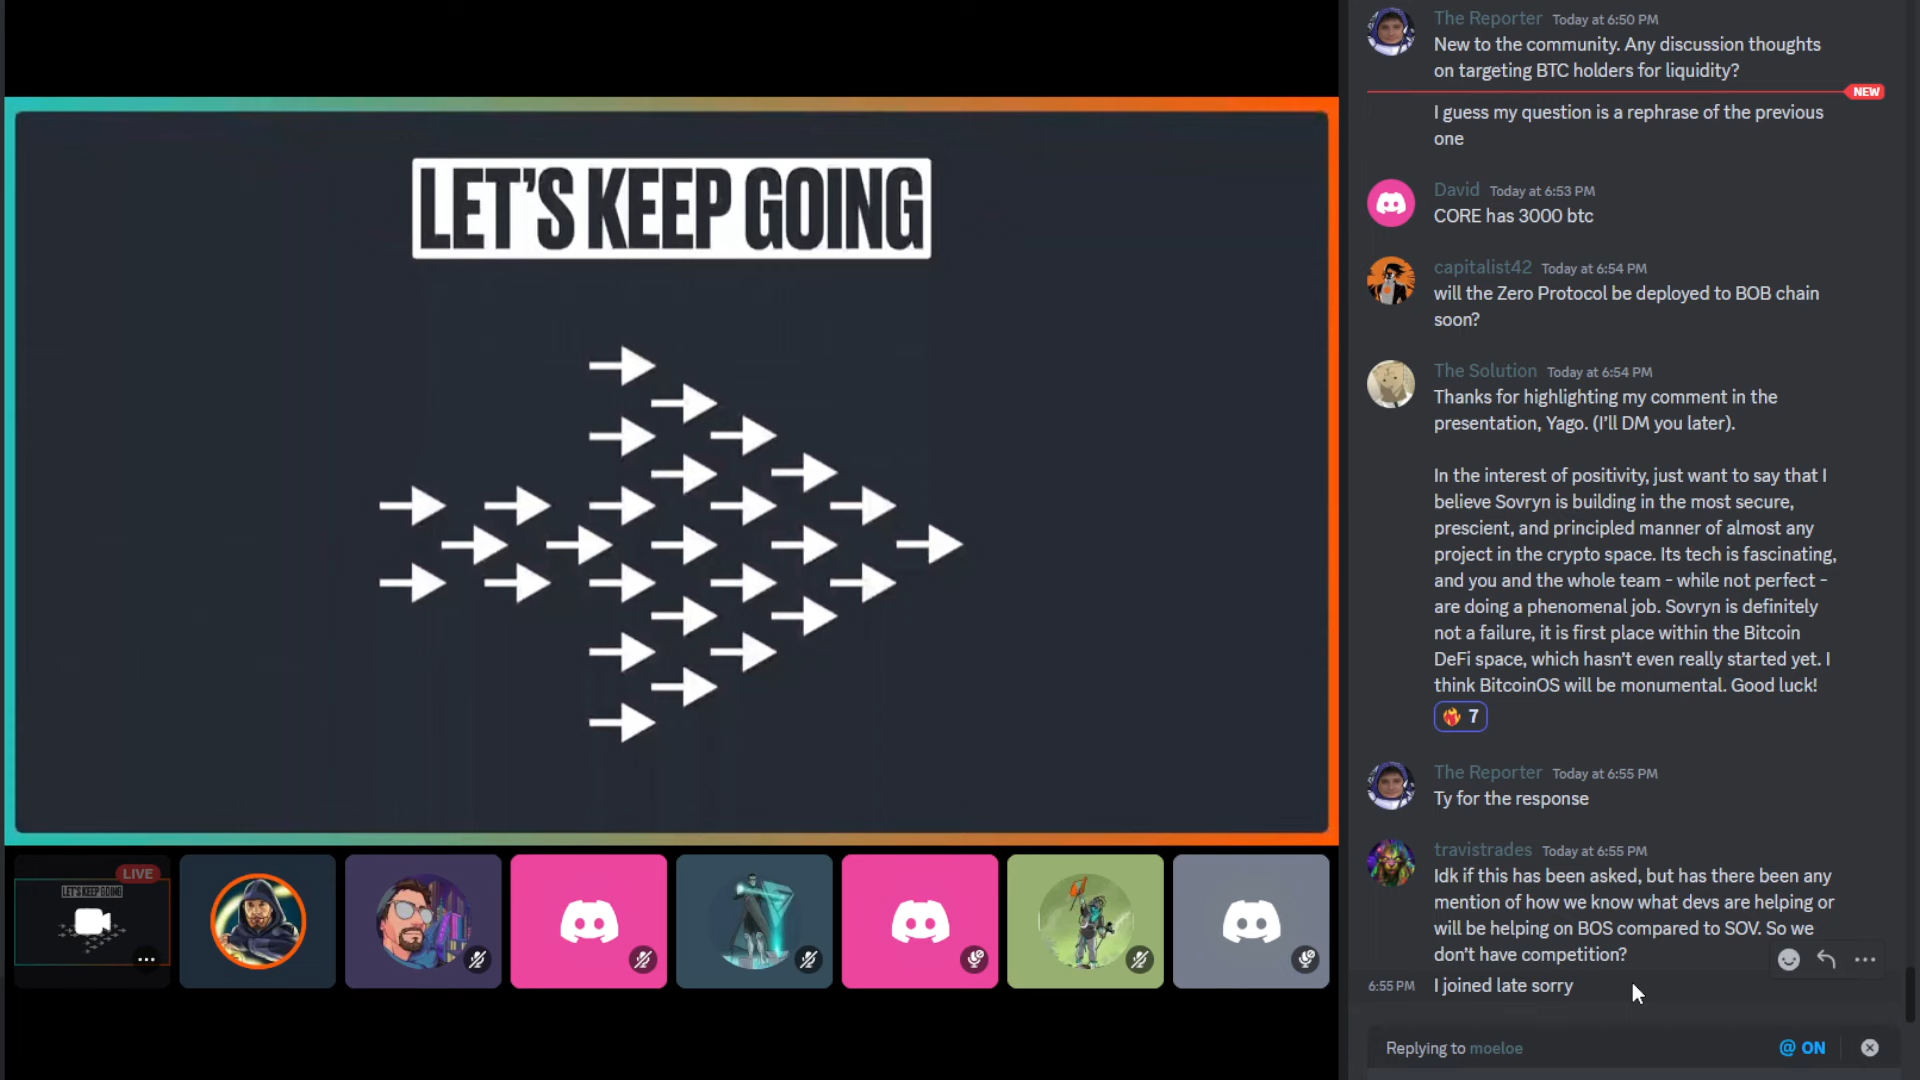 LET'S KEEP GOING
LIVE
LET'S KEEP GOING
The Reporter Today at 6:50 PM
New to the community. Any discussion thoughts
on targeting BTC holders for liquidity?
NEW
I guess my question is a rephrase of the previous
one
David Today at 6:53 PM
CORE has 3000 btc
capitalist42 Today at 6:54 PM
will the Zero Protocol be deployed to BOB chain
soon?
The Solution Today at 6:54 PM
Thanks for highlighting my comment in the
presentation, Yago. (I'll DM you later).
In the interest of positivity, just want to say that I
believe Sovryn is building in the most secure,
prescient, and principled manner of almost any
project in the crypto space. Its tech is fascinating,
and you and the whole team - while not perfect -
are doing a phenomenal job. Sovryn is definitely
not a failure, it is first place within the Bitcoin
DeFi space, which hasn't even really started yet. I
think BitcoinOS will be monumental. Good luck!
7
The Reporter Today at 6:55 PM
Ty for the response
travistrades Today at 6:55 PM
Idk if this has been asked, but has there been any
mention of how we know what devs are helping or
will be helping on BOS compared to SOV. So we
don't have competition?
6:55 PM I joined late sorry
Replying to moeloe @ ON